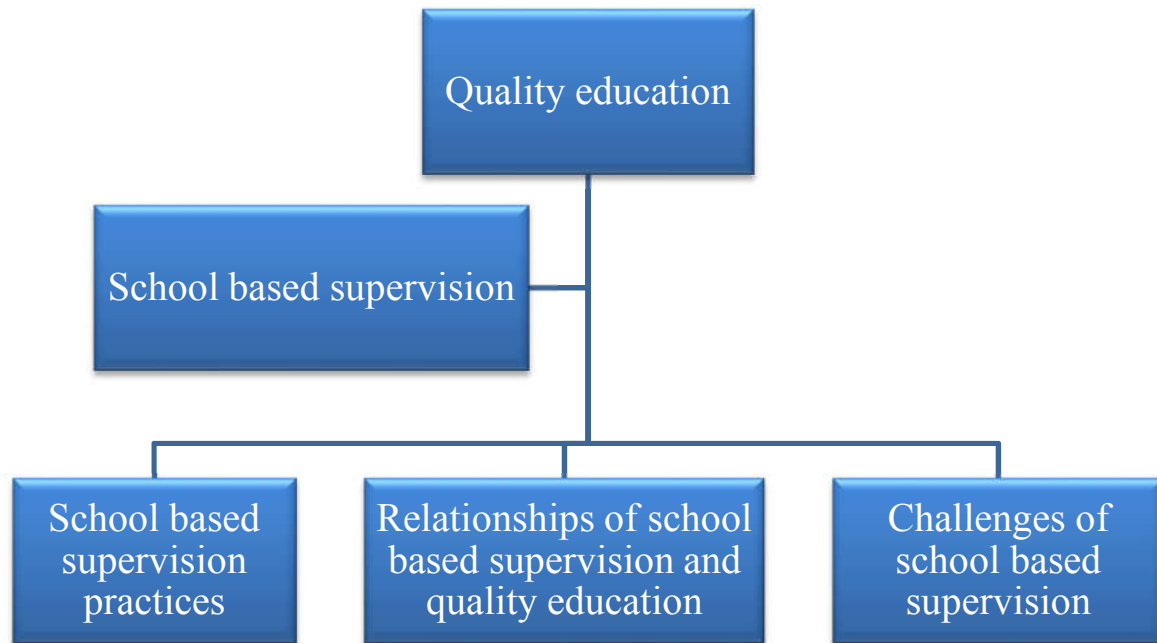 Quality education
School based supervision
School based
supervision
practices
Relationships of school
based supervision and
quality education
Challenges of
school based
supervision